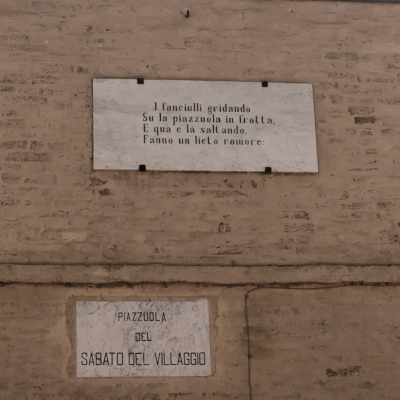 I fanciulli gridando
Su la piazzuola in frotta,
E qua e là saltando,
Fanno un lieto romore:
PIAZZUOLA
DEL
SABATO DEL VILLAGGIO